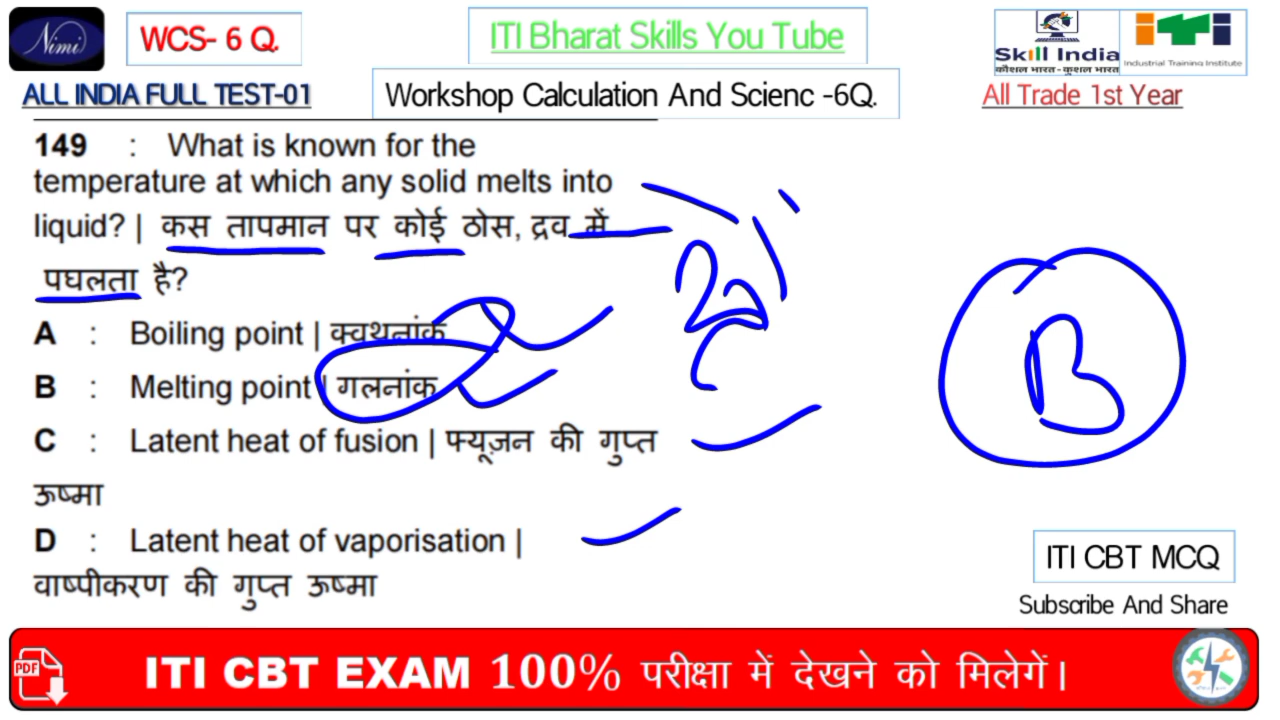 Nimi
WCS- 6 Q.
ITI Bharat Skills You Tube
Skill India
कौशल भारत - कुशल भारत
iTi
Industrial Training Institute
ALL INDIA FULL TEST-01
Workshop Calculation And Scienc -6Q.
All Trade 1st Year
149 : What is known for the
temperature at which any solid melts into
liquid? | कस तापमान पर कोई ठोस, द्रव में
पघलता है?
A : Boiling point | क्वथनांक
B : Melting point | गलनांक
C : Latent heat of fusion | फ्यूज़न की गुप्त
ऊष्मा
D : Latent heat of vaporisation |
वाष्पीकरण की गुप्त ऊष्मा
B
ITI CBT MCQ
Subscribe And Share
PDF
ITI CBT EXAM 100% परीक्षा में देखने को मिलेगें।